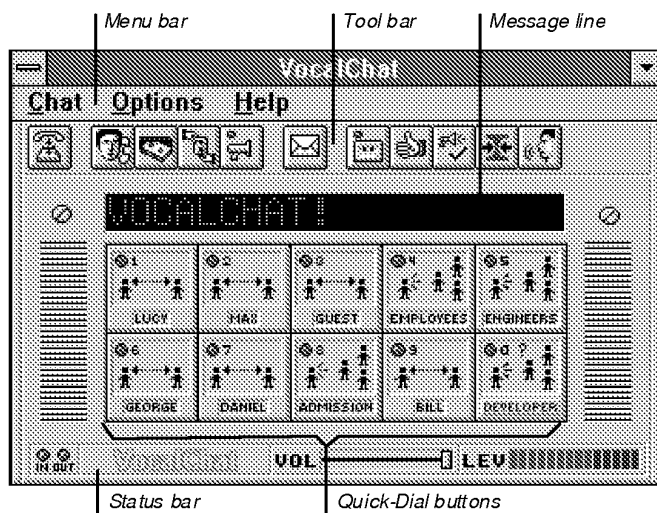 Menu bar Tool bar Message line
VocalChat
Chat Options Help
VOCALCHAT!
1 2 3 4 5
LUCY MAX GUEST EMPLOYEES ENGINEERS
6 7 8 9 0 ?
GEORGE DANIEL ADMISSION BILL DEVELOPER
IN OUT VOL LEV
Status bar Quick-Dial buttons